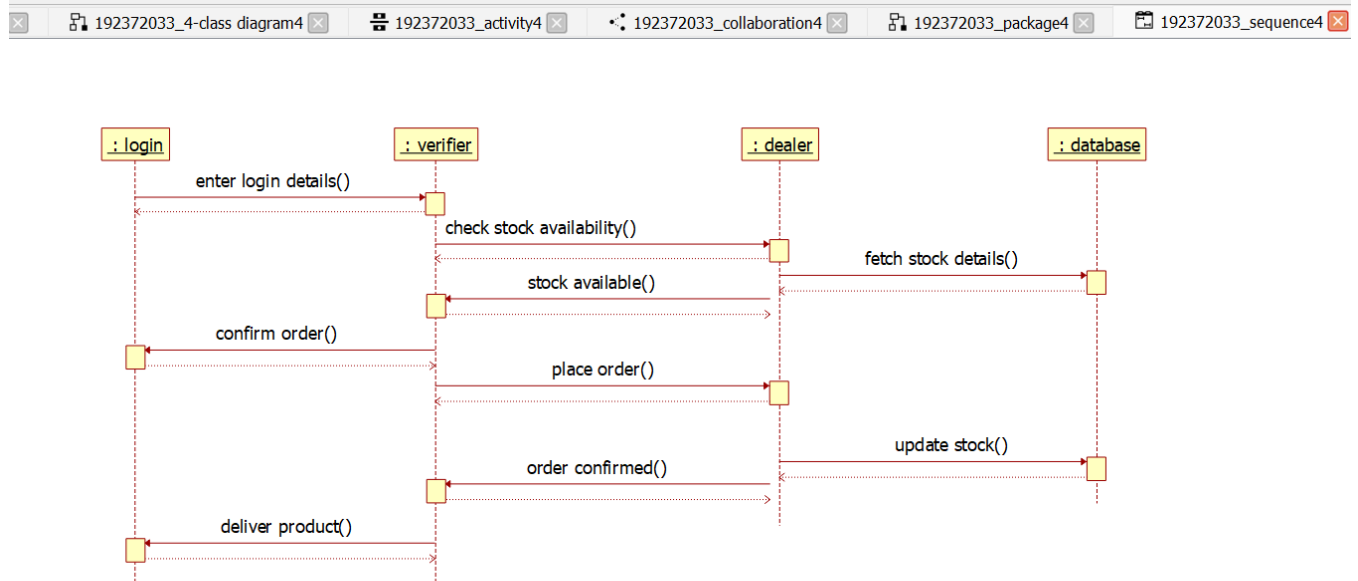 192372033_4-class diagram4
192372033_activity4
192372033_collaboration4
192372033_package4
192372033_sequence4
: login
: verifier
: dealer
: database
enter login details()
check stock availability()
fetch stock details()
stock available()
confirm order()
place order()
update stock()
order confirmed()
deliver product()